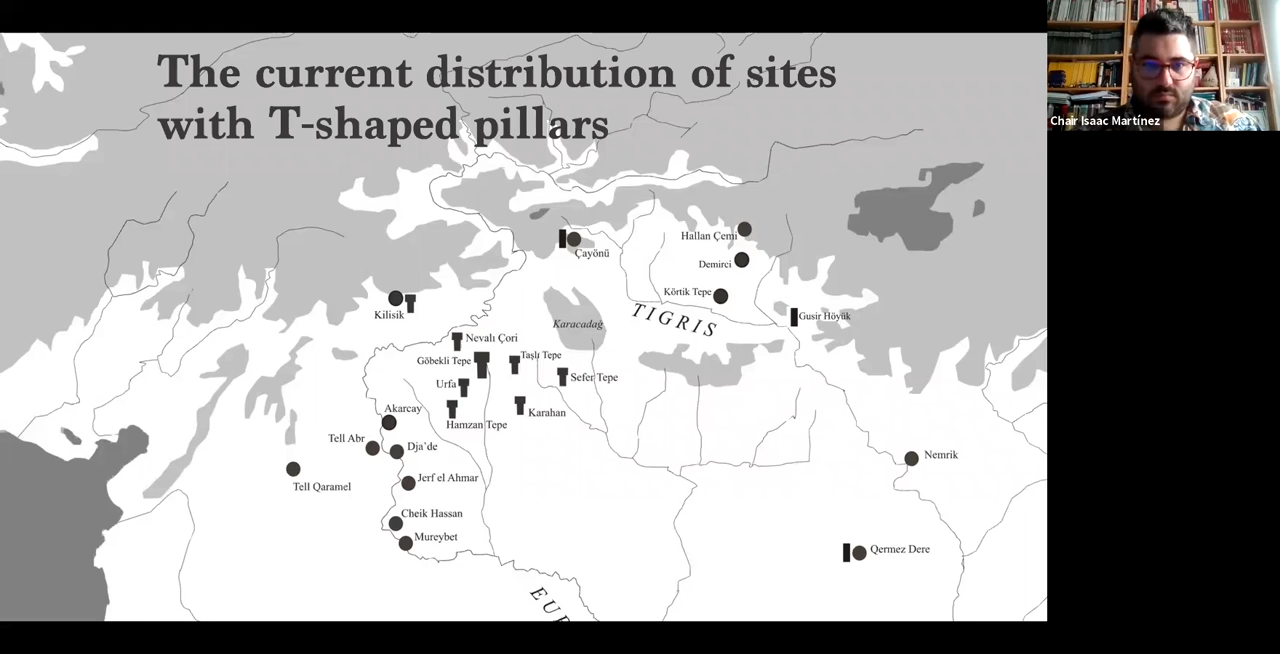 The current distribution of sites
with T-shaped pillars
Chair Isaac Martínez
Hallan Çemi
Çayönü
Demirci
Körtik Tepe
Kilisik
TIGRIS
Gusir Höyük
Karacadağ
Nevalı Çori
Göbekli Tepe
Taşlı Tepe
Sefer Tepe
Urfa
Akarcay
Karahan
Hamzan Tepe
Tell Abr
Dja'de
Nemrik
Jerf el Ahmar
Tell Qaramel
Cheik Hassan
Mureybet
Qermez Dere
EUF